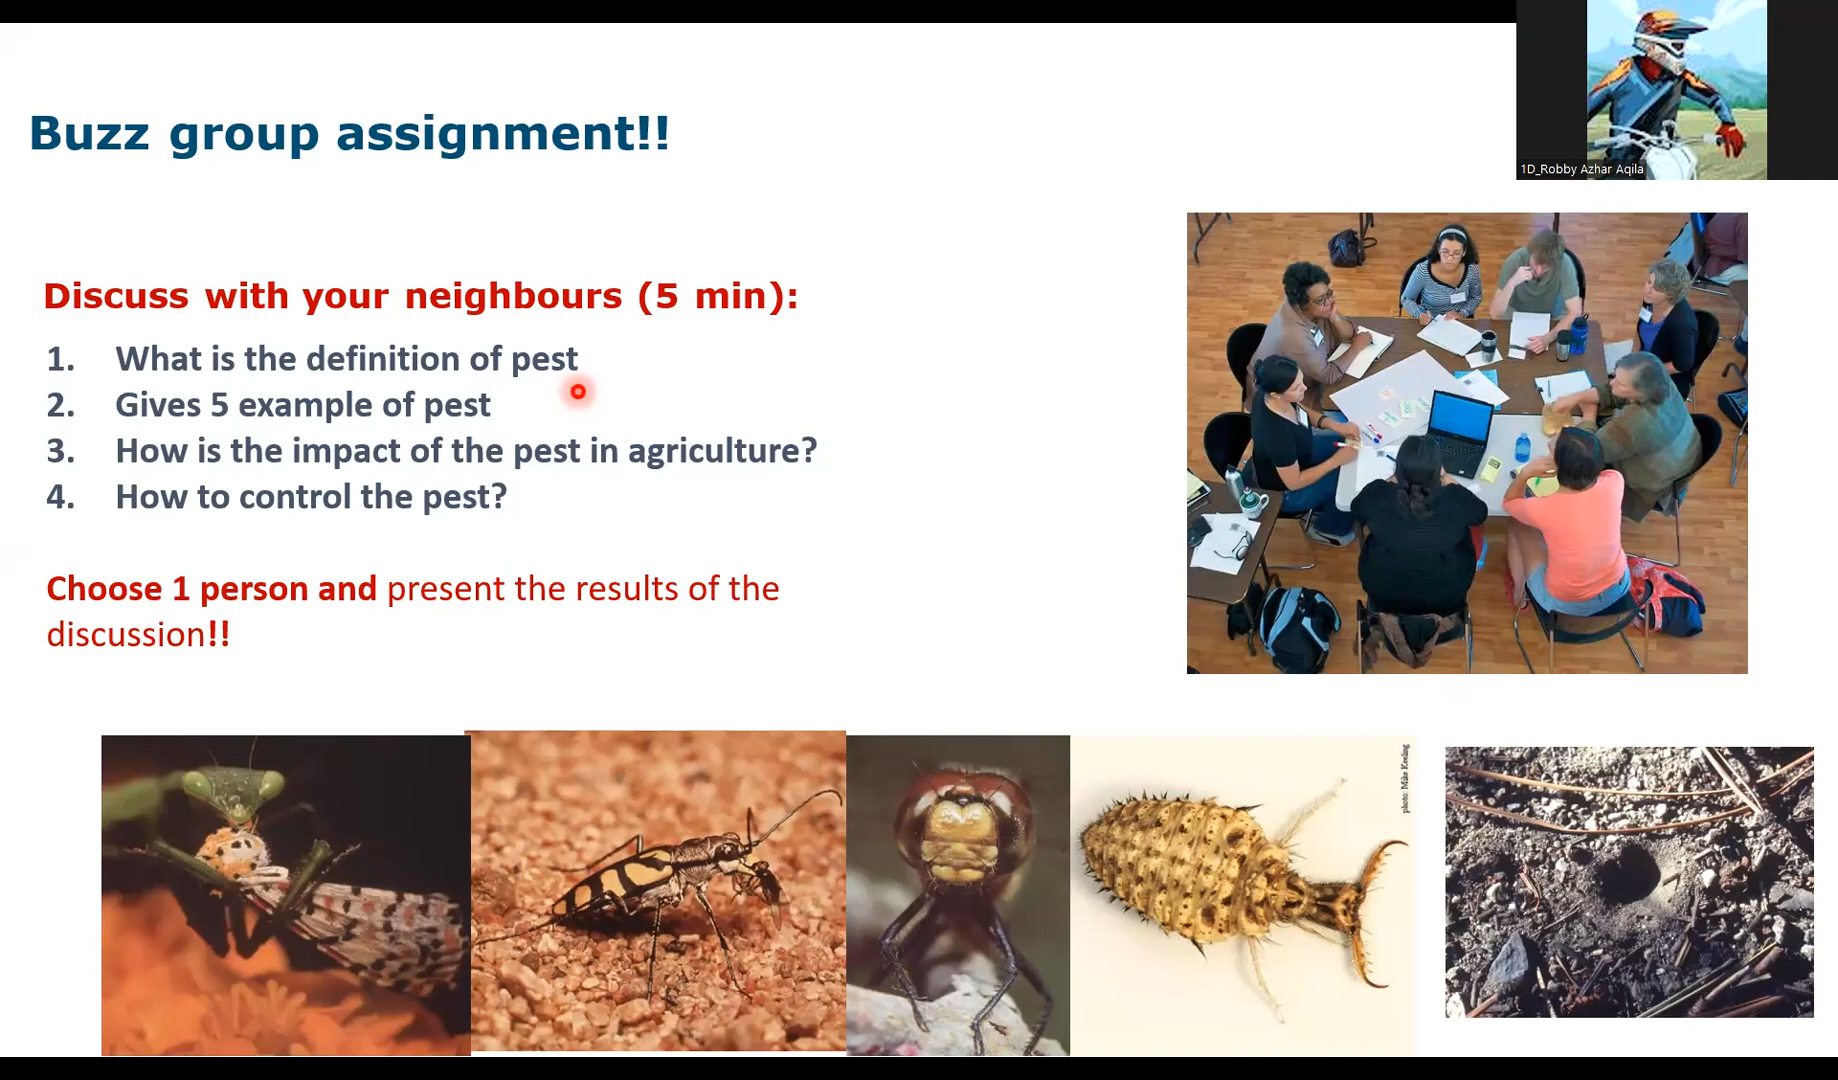 Buzz group assignment!!
1D_Robby Azhar Aqila
Discuss with your neighbours (5 min):
1. What is the definition of pest
2. Gives 5 example of pest
3. How is the impact of the pest in agriculture?
4. How to control the pest?
Choose 1 person and present the results of the
discussion!!
photo: Mike Keeling